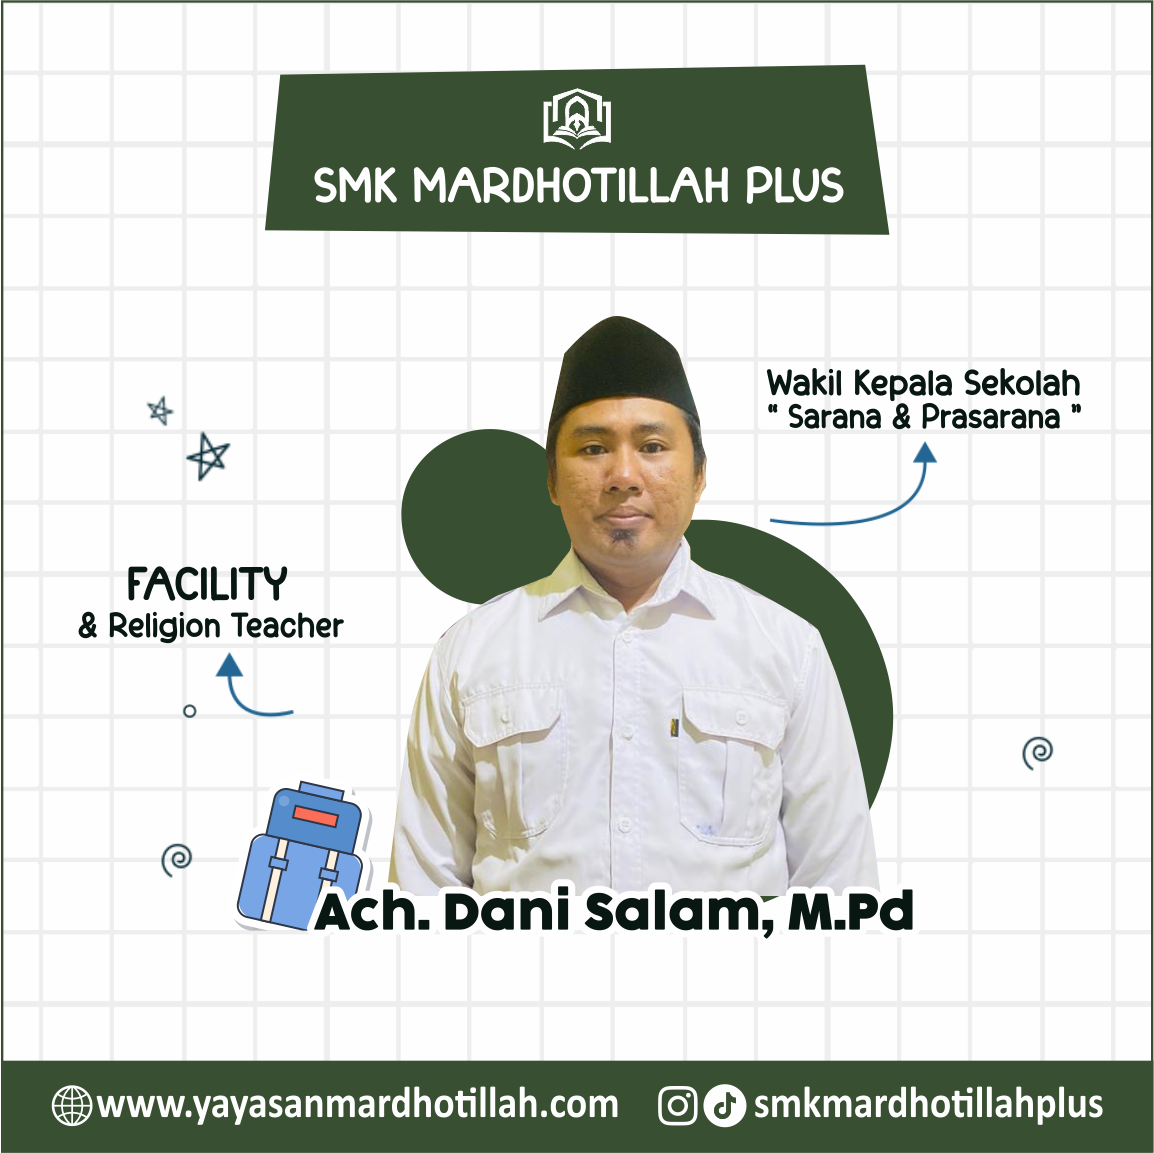 SMK MARDHOTILLAH PLUS
Wakil Kepala Sekolah
" Sarana & Prasarana "
FACILITY
& Religion Teacher
Ach. Dani Salam, M.Pd
www.yayasanmardhotillah.com
smkmardhotillahplus